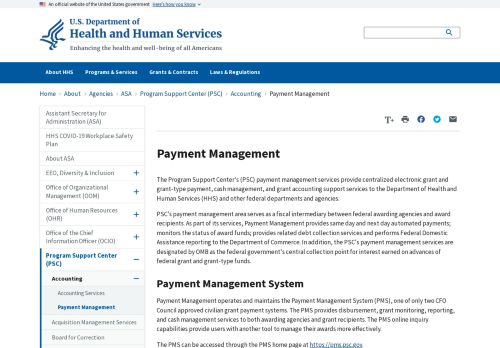 An official website of the United States government Here's how you know
U.S. Department of
Health and Human Services
Enhancing the health and well-being of all Americans
About HHS Programs & Services Grants & Contracts Laws & Regulations
Home › About › Agencies › ASA › Program Support Center (PSC) › Accounting › Payment Management
Assistant Secretary for
Administration (ASA)
HHS COVID-19 Workplace Safety
Plan
About ASA
EEO, Diversity & Inclusion +
Office of Organizational
Management (OOM) +
Office of Human Resources
(OHR) +
Office of the Chief
Information Officer (OCIO) +
Program Support Center
(PSC) −
Accounting −
Accounting Services
Payment Management
Acquisition Management Services
Board for Correction
T+
Payment Management
The Program Support Center's (PSC) payment management services provide centralized electronic grant and
grant-type payment, cash management, and grant accounting support services to the Department of Health and
Human Services (HHS) and other federal departments and agencies.
PSC's payment management area serves as a fiscal intermediary between federal awarding agencies and award
recipients. As part of its services, Payment Management provides same day and next day automated payments;
monitors the status of award funds; provides related debt collection services and performs Federal Domestic
Assistance reporting to the Department of Commerce. In addition, the PSC's payment management services are
designated by OMB as the federal government's central collection point for interest earned on advances of
federal grant and grant-type funds.
Payment Management System
Payment Management operates and maintains the Payment Management System (PMS), one of only two CFO
Council approved civilian grant payment systems. The PMS provides disbursement, grant monitoring, reporting,
and cash management services to both awarding agencies and grant recipients. The PMS online inquiry
capabilities provide users with another tool to manage their awards more effectively.
The PMS can be accessed through the PMS home page at https://pms.psc.gov